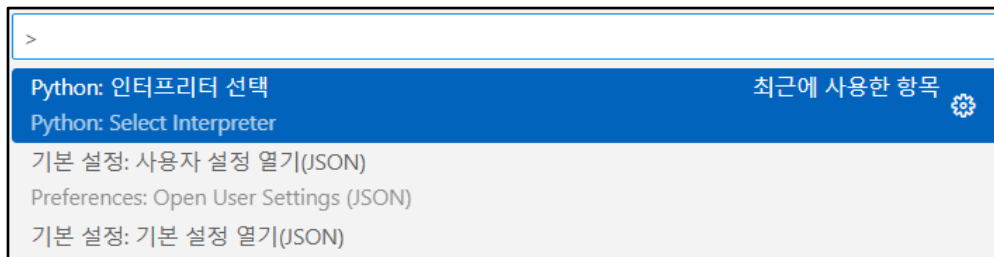 >
Python: 인터프리터 선택 최근에 사용한 항목
Python: Select Interpreter
기본 설정: 사용자 설정 열기(JSON)
Preferences: Open User Settings (JSON)
기본 설정: 기본 설정 열기(JSON)